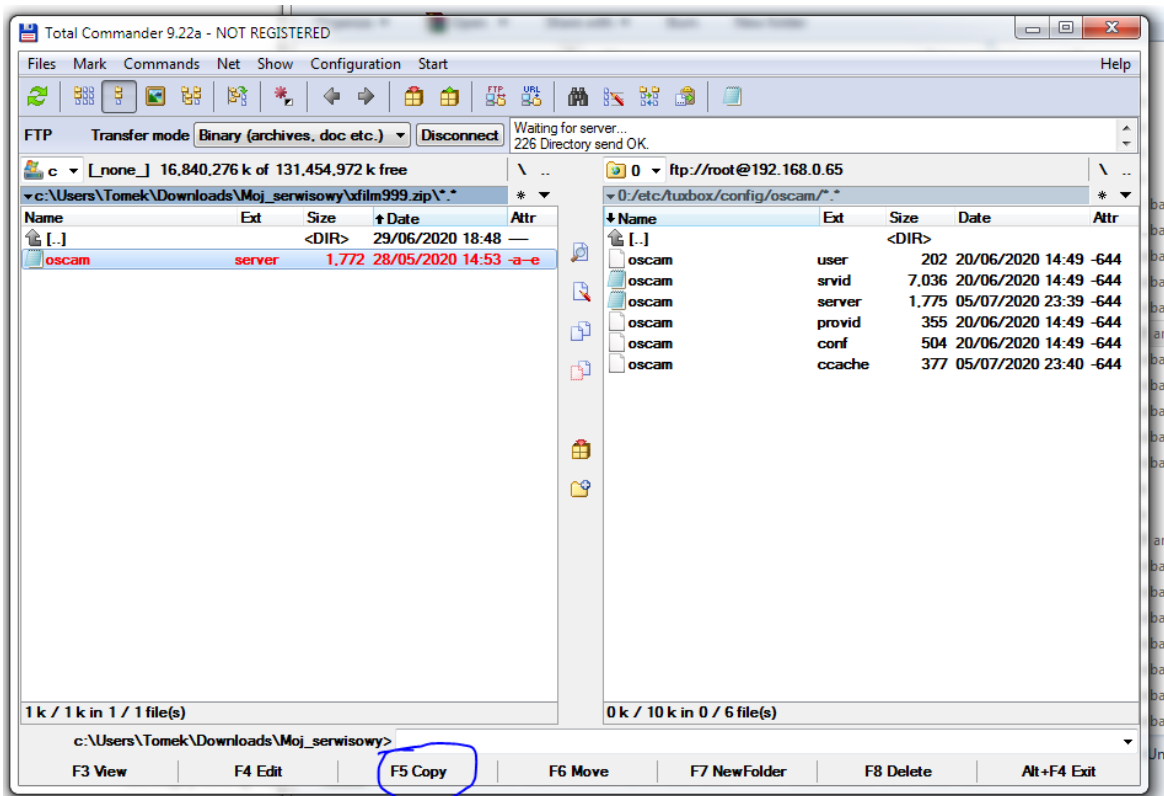 Total Commander 9.22a - NOT REGISTERED
Files Mark Commands Net Show Configuration Start Help
FTP URL
FTP Transfer mode Binary (archives, doc etc.) Disconnect
Waiting for server...
226 Directory send OK.
c [_none_] 16,840,276 k of 131,454,972 k free \ ..
c:\Users\Tomek\Downloads\Moj_serwisowy\xfilm999.zip\*.* *
Name Ext Size Date Attr
[..] <DIR> 29/06/2020 18:48 ----
oscam server 1,772 28/05/2020 14:53 -a--e
1 k / 1 k in 1 / 1 file(s)
0 ftp://root@192.168.0.65 \ ..
0:/etc/tuxbox/config/oscam/*.* *
Name Ext Size Date Attr
[..] <DIR>
oscam user 202 20/06/2020 14:49 -644
oscam srvid 7,036 20/06/2020 14:49 -644
oscam server 1,775 05/07/2020 23:39 -644
oscam provid 355 20/06/2020 14:49 -644
oscam conf 504 20/06/2020 14:49 -644
oscam ccache 377 05/07/2020 23:40 -644
0 k / 10 k in 0 / 6 file(s)
c:\Users\Tomek\Downloads\Moj_serwisowy>
F3 View F4 Edit F5 Copy F6 Move F7 NewFolder F8 Delete Alt+F4 Exit